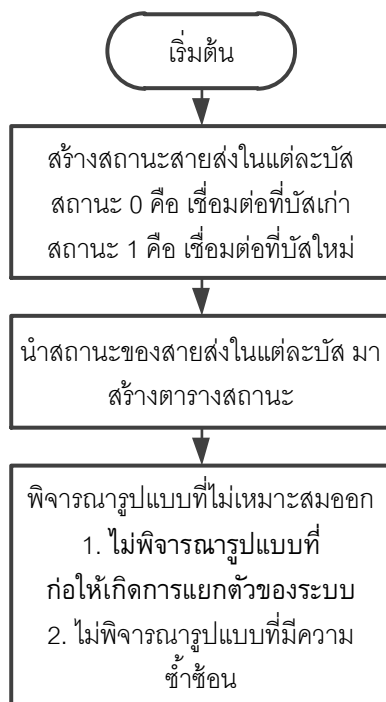 เริ่มต้น
สร้างสถานะสายส่งในแต่ละบัส
สถานะ 0 คือ เชื่อมต่อที่บัสเก่า
สถานะ 1 คือ เชื่อมต่อที่บัสใหม่
นำสถานะของสายส่งในแต่ละบัส มา
สร้างตารางสถานะ
พิจารณารูปแบบที่ไม่เหมาะสมออก
1. ไม่พิจารณารูปแบบที่
ก่อให้เกิดการแยกตัวของระบบ
2. ไม่พิจารณารูปแบบที่มีความ
ซ้ำซ้อน